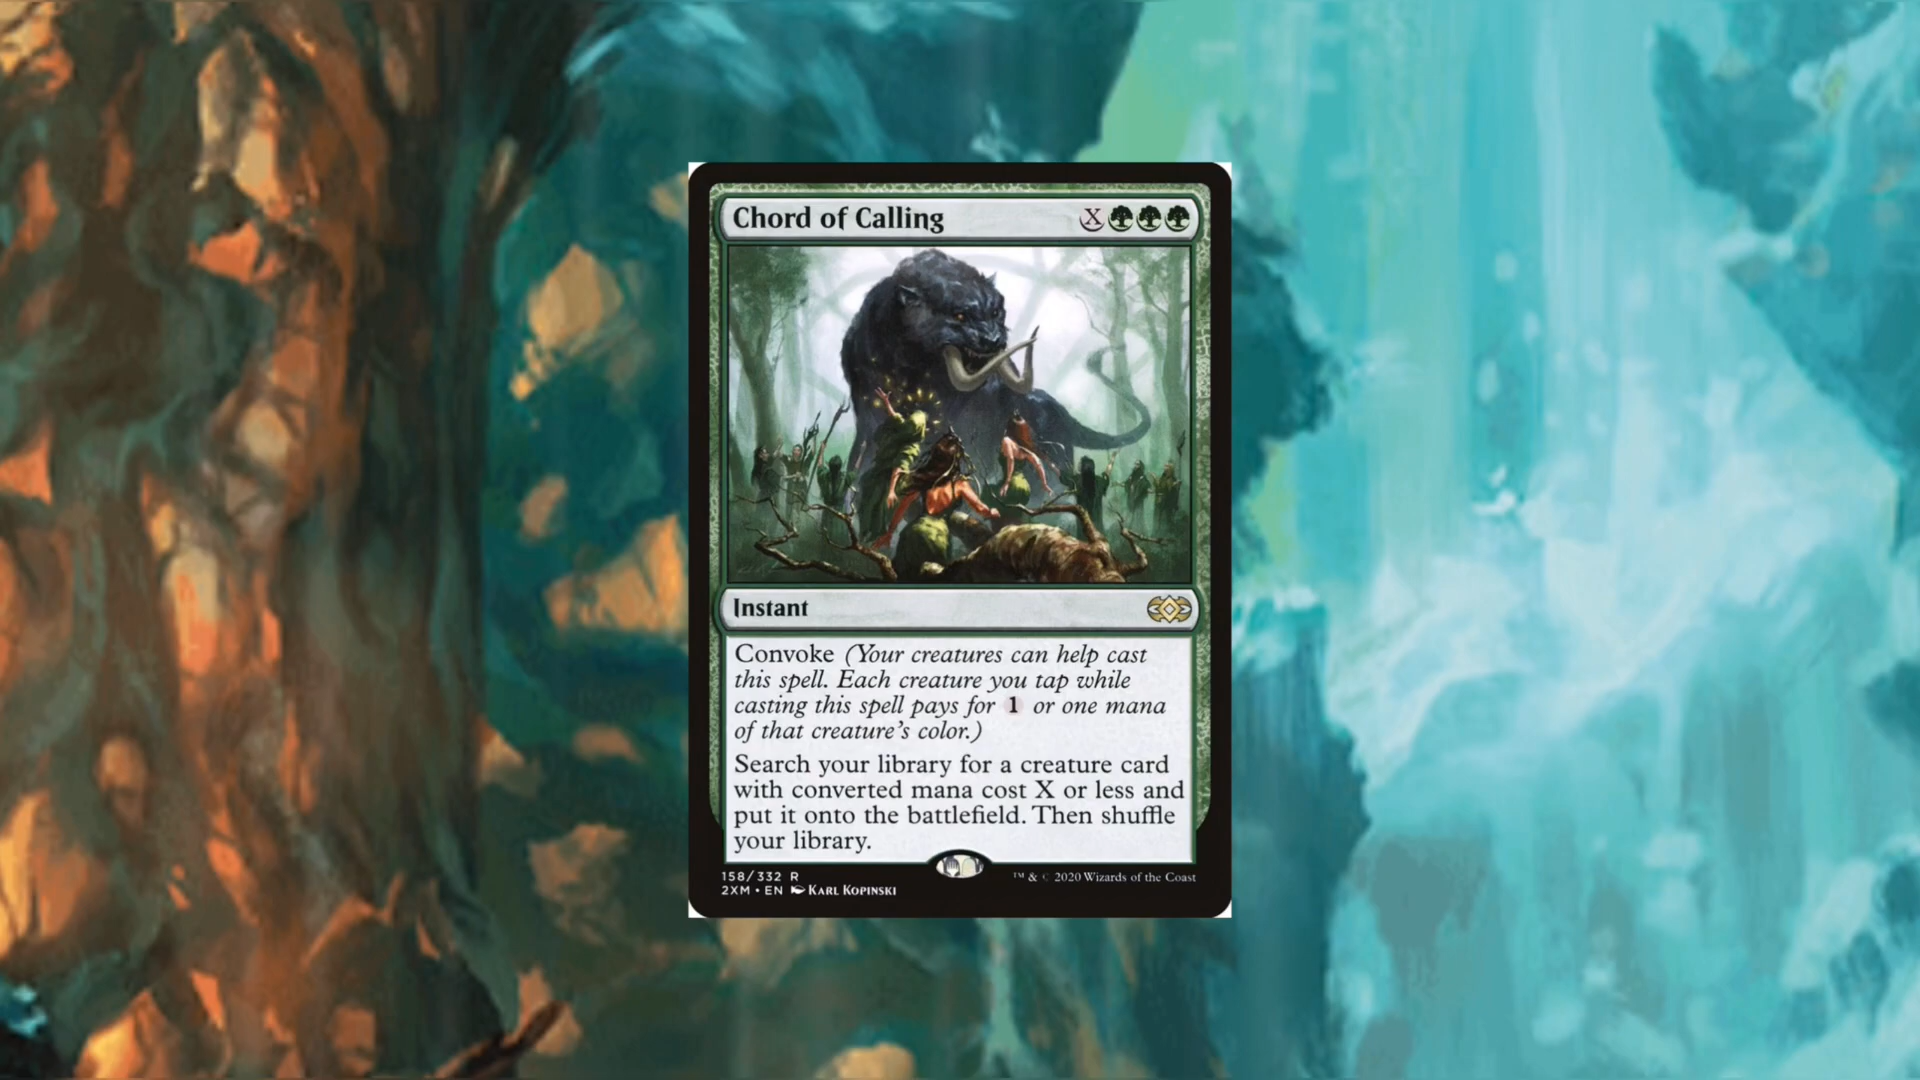 Chord of Calling X
Instant
Convoke (Your creatures can help cast
this spell. Each creature you tap while
casting this spell pays for 1 or one mana
of that creature's color.)
Search your library for a creature card
with converted mana cost X or less and
put it onto the battlefield. Then shuffle
your library.
158/332 R
™ & © 2020 Wizards of the Coast
2XM • EN KARL KOPINSKI